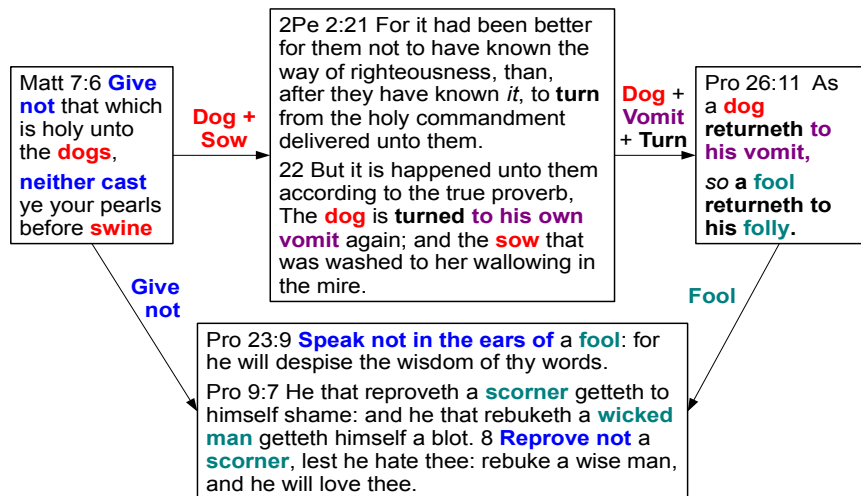 Matt 7:6 Give
not that which
is holy unto
the dogs,
neither cast
ye your pearls
before swine
Dog +
Sow
2Pe 2:21 For it had been better
for them not to have known the
way of righteousness, than,
after they have known it, to turn
from the holy commandment
delivered unto them.
22 But it is happened unto them
according to the true proverb,
The dog is turned to his own
vomit again; and the sow that
was washed to her wallowing in
the mire.
Dog +
Vomit
+ Turn
Pro 26:11 As
a dog
returneth to
his vomit,
so a fool
returneth to
his folly.
Give
not
Fool
Pro 23:9 Speak not in the ears of a fool: for
he will despise the wisdom of thy words.
Pro 9:7 He that reproveth a scorner getteth to
himself shame: and he that rebuketh a wicked
man getteth himself a blot. 8 Reprove not a
scorner, lest he hate thee: rebuke a wise man,
and he will love thee.